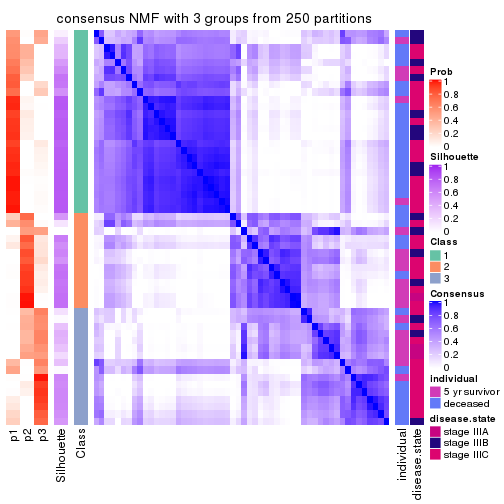 consensus NMF with 3 groups from 250 partitions
Prob
1
0.8
0.6
0.4
0.2
0
Silhouette
1
0.8
0.6
0.4
0.2
0
Class
1
2
3
Consensus
1
0.8
0.6
0.4
0.2
0
individual
5 yr survivor
deceased
disease.state
stage IIIA
stage IIIB
stage IIIC
p1
p2
p3
Silhouette
Class
individual
disease.state